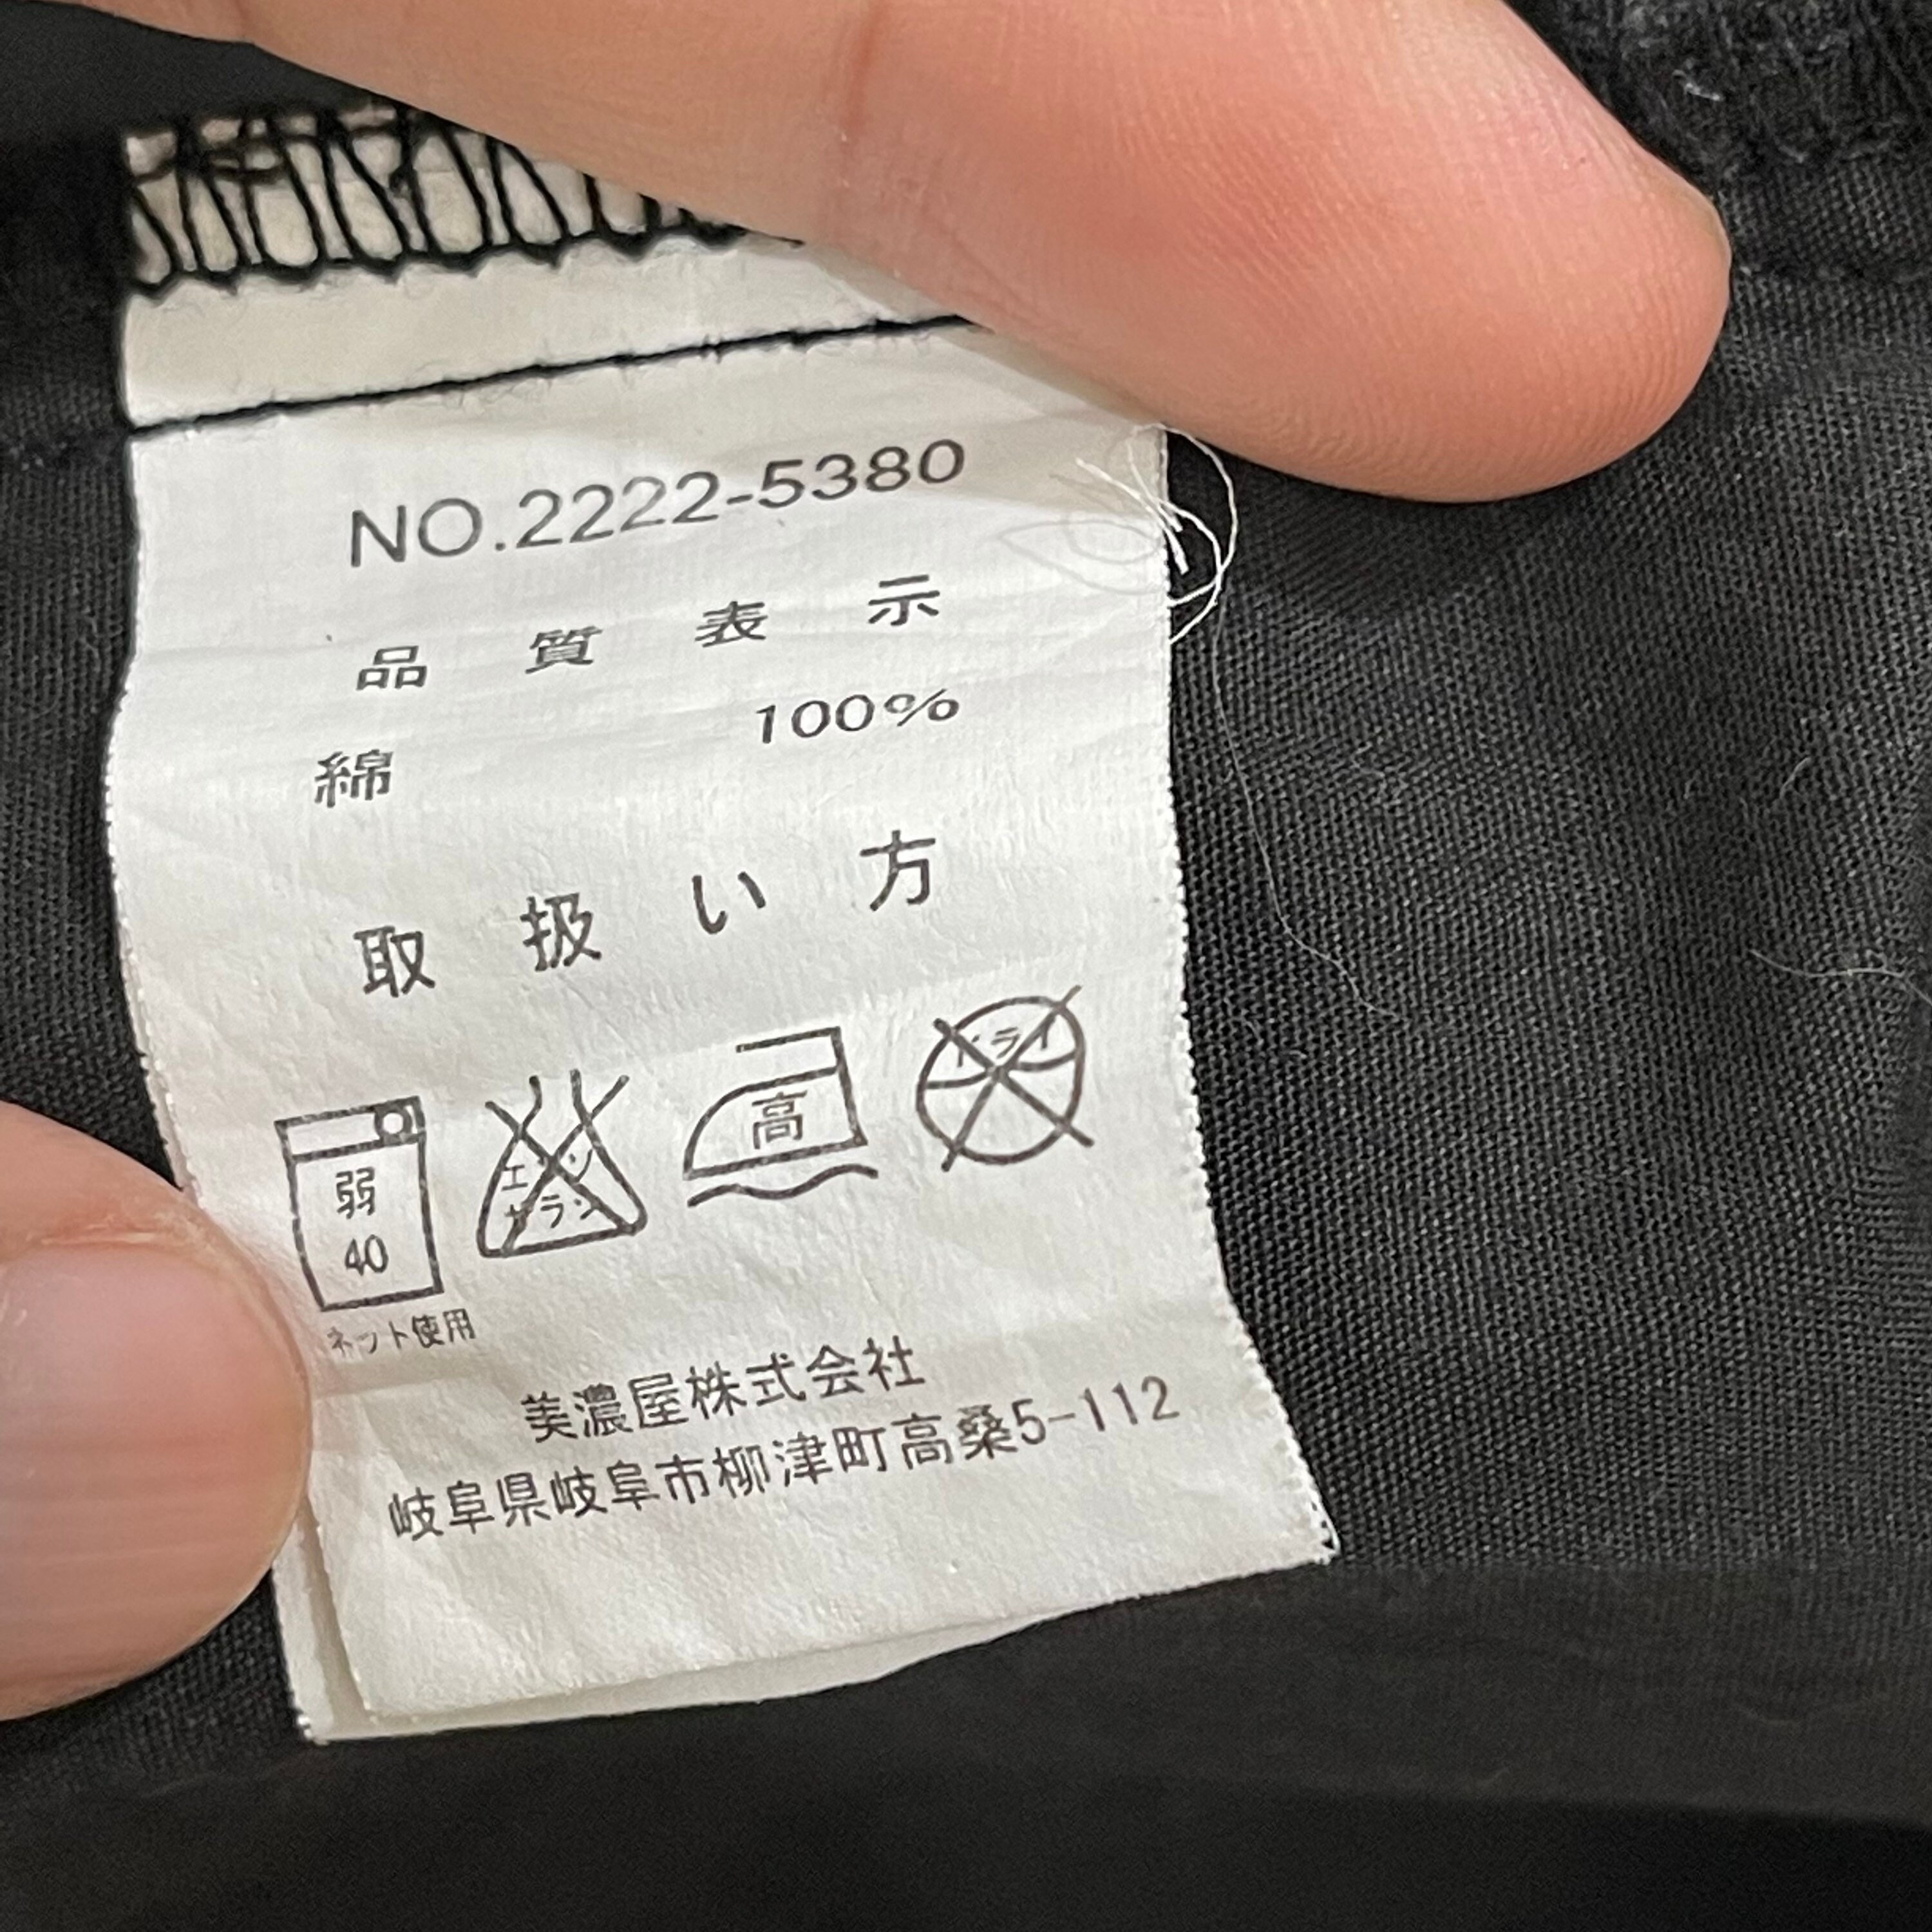 NO.2222-5380
品質表示
綿 100%
取扱い方
弱 エンソ 高 ドライ
40 サラシ
ネット使用
美濃屋株式会社
岐阜県岐阜市柳津町高桑5-112